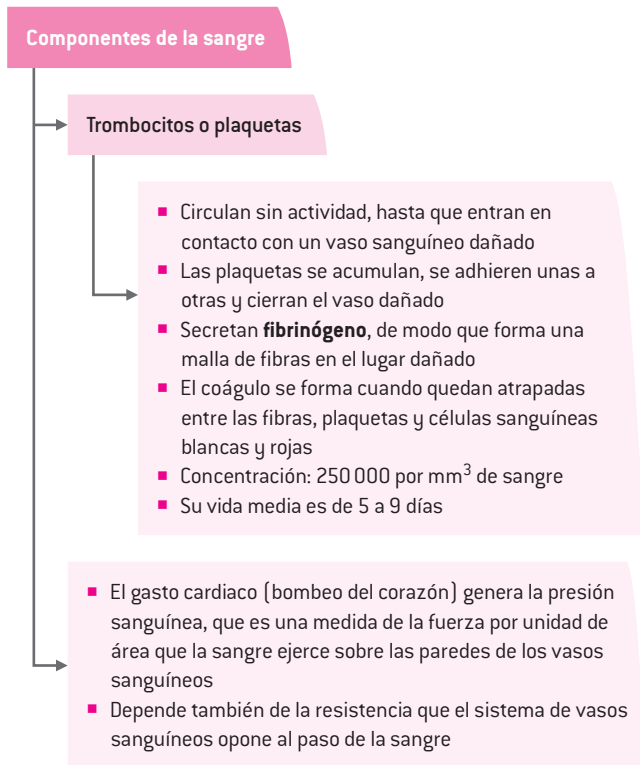 Componentes de la sangre
Trombocitos o plaquetas
▪ Circulan sin actividad, hasta que entran en
contacto con un vaso sanguíneo dañado
▪ Las plaquetas se acumulan, se adhieren unas a
otras y cierran el vaso dañado
▪ Secretan fibrinógeno, de modo que forma una
malla de fibras en el lugar dañado
▪ El coágulo se forma cuando quedan atrapadas
entre las fibras, plaquetas y células sanguíneas
blancas y rojas
▪ Concentración: 250 000 por mm³ de sangre
▪ Su vida media es de 5 a 9 días
▪ El gasto cardiaco (bombeo del corazón) genera la presión
sanguínea, que es una medida de la fuerza por unidad de
área que la sangre ejerce sobre las paredes de los vasos
sanguíneos
▪ Depende también de la resistencia que el sistema de vasos
sanguíneos opone al paso de la sangre